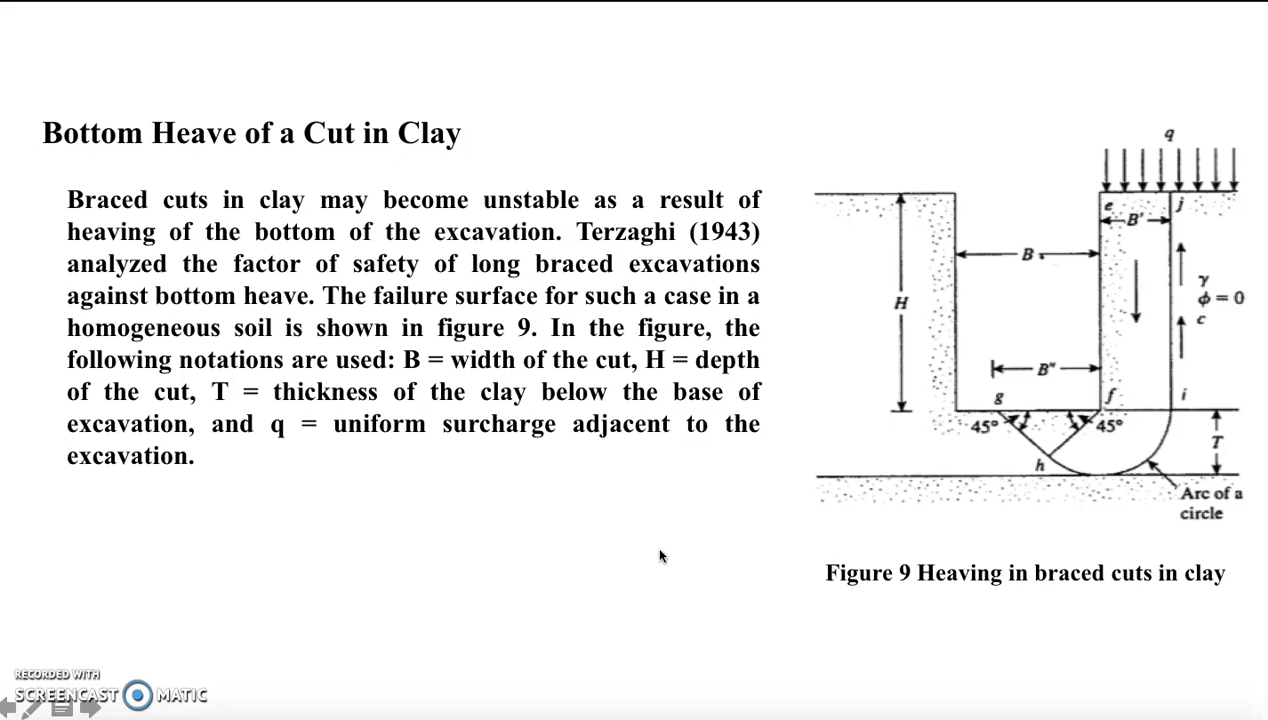 Bottom Heave of a Cut in Clay
Braced cuts in clay may become unstable as a result of
heaving of the bottom of the excavation. Terzaghi (1943)
analyzed the factor of safety of long braced excavations
against bottom heave. The failure surface for such a case in a
homogeneous soil is shown in figure 9. In the figure, the
following notations are used: B = width of the cut, H = depth
of the cut, T = thickness of the clay below the base of
excavation, and q = uniform surcharge adjacent to the
excavation.
q
e
j
B'
B
γ
ϕ = 0
c
H
B"
g
f
i
45°
45°
T
h
Arc of a
circle
Figure 9 Heaving in braced cuts in clay
RECORDED WITH
SCREENCAST MATIC